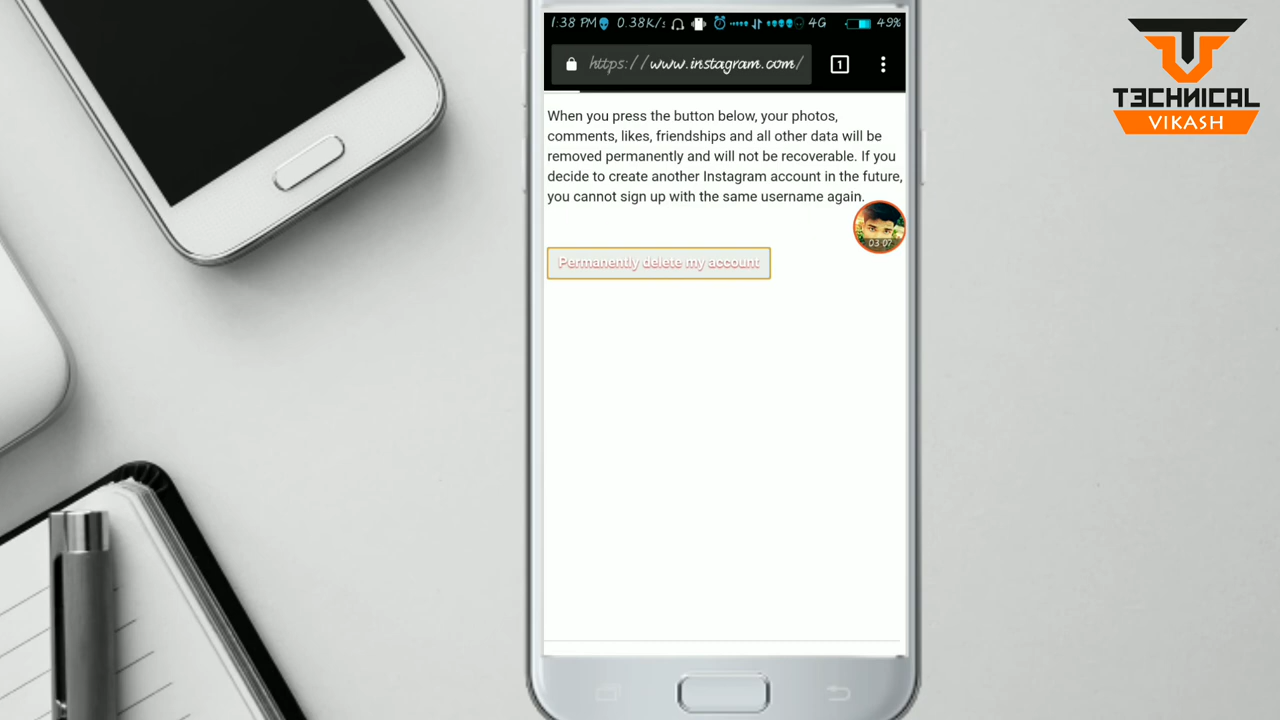 1:38 PM 0.38K/s 4G 49%
https://www.instagram.com/ 1
When you press the button below, your photos,
comments, likes, friendships and all other data will be
removed permanently and will not be recoverable. If you
decide to create another Instagram account in the future,
you cannot sign up with the same username again.
03:07
Permanently delete my account
T3CHNICAL
VIKASH